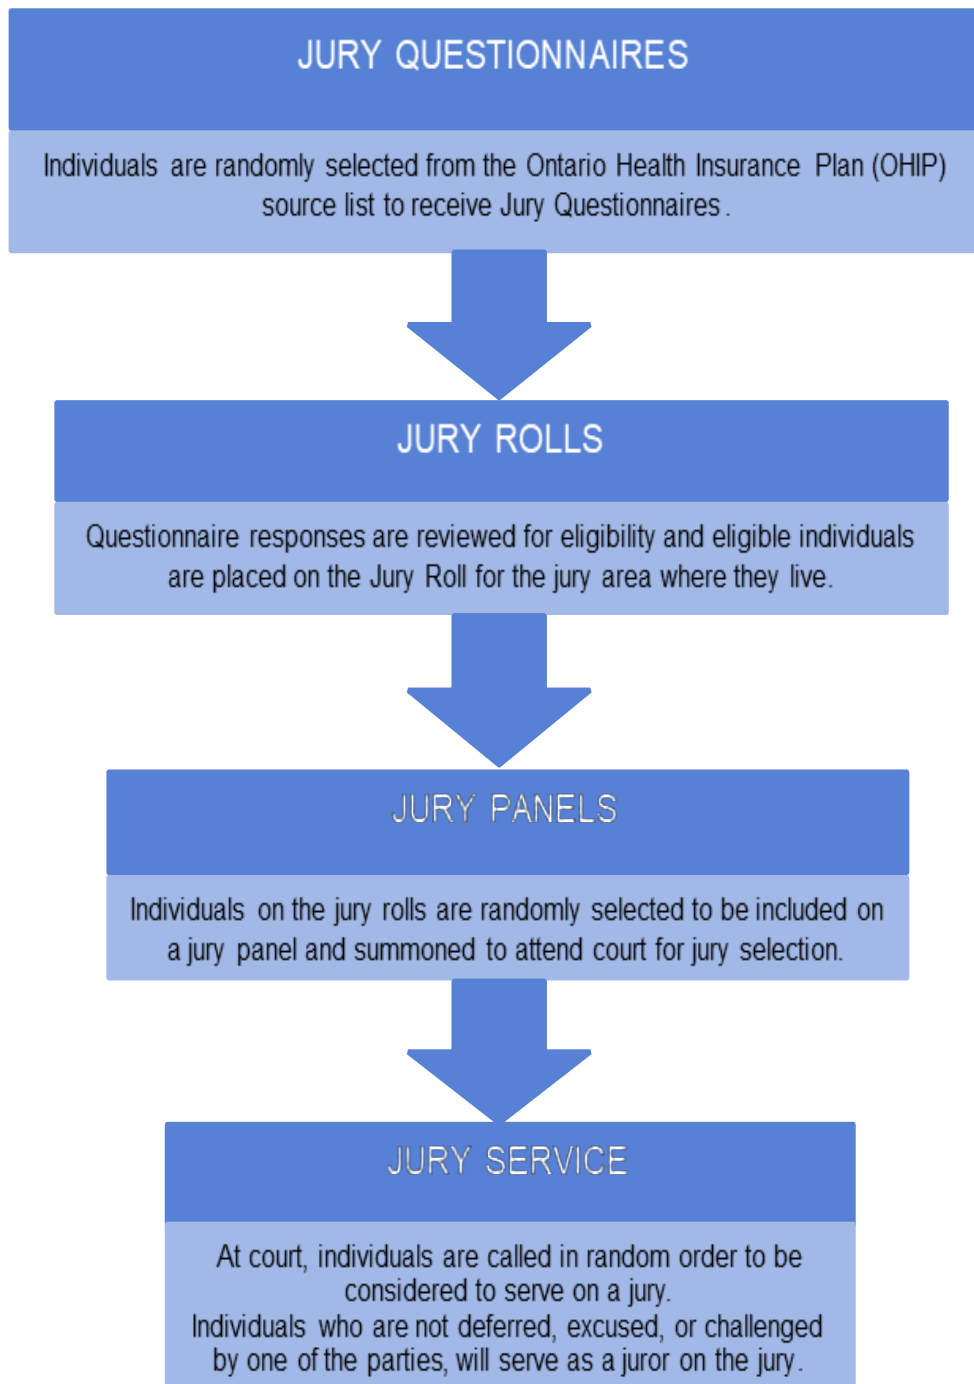 JURY QUESTIONNAIRES
Individuals are randomly selected from the Ontario Health Insurance Plan (OHIP)
source list to receive Jury Questionnaires.
JURY ROLLS
Questionnaire responses are reviewed for eligibility and eligible individuals
are placed on the Jury Roll for the jury area where they live.
JURY PANELS
Individuals on the jury rolls are randomly selected to be included on
a jury panel and summoned to attend court for jury selection.
JURY SERVICE
At court, individuals are called in random order to be
considered to serve on a jury.
Individuals who are not deferred, excused, or challenged
by one of the parties, will serve as a juror on the jury.